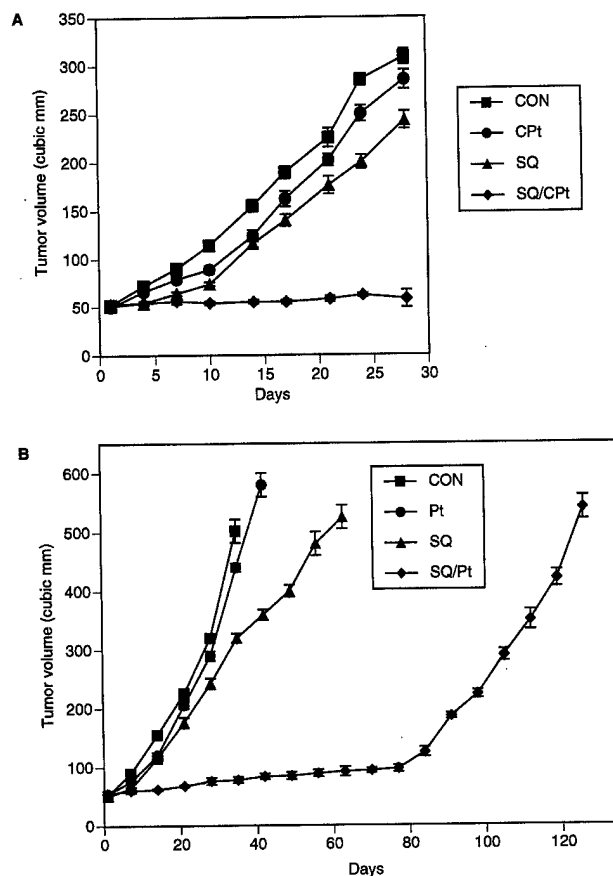 A
350
300
250
200
150
100
50
0
Tumor volume (cubic mm)
0 5 10 15 20 25 30
Days
CON
CPt
SQ
SQ/CPt
B
600
500
400
300
200
100
0
Tumor volume (cubic mm)
0 20 40 60 80 100 120
Days
CON
Pt
SQ
SQ/Pt